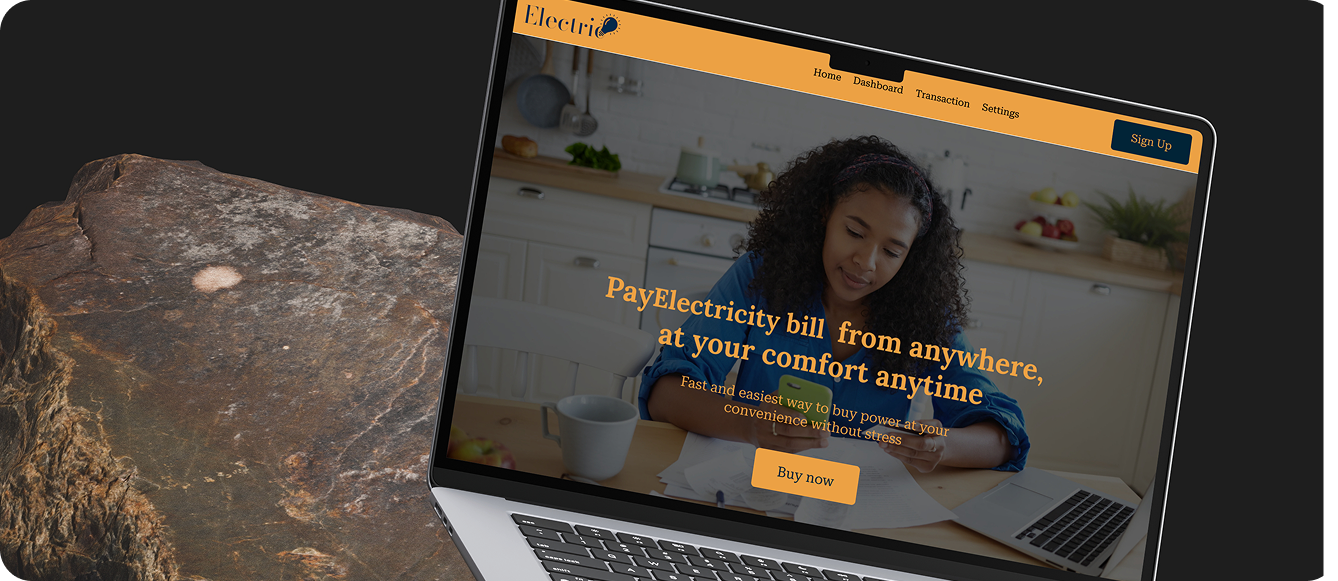 Electric
Home Dashboard Transaction Settings
Sign Up
PayElectricity bill from anywhere,
at your comfort anytime
Fast and easiest way to buy power at your
convenience without stress
Buy now